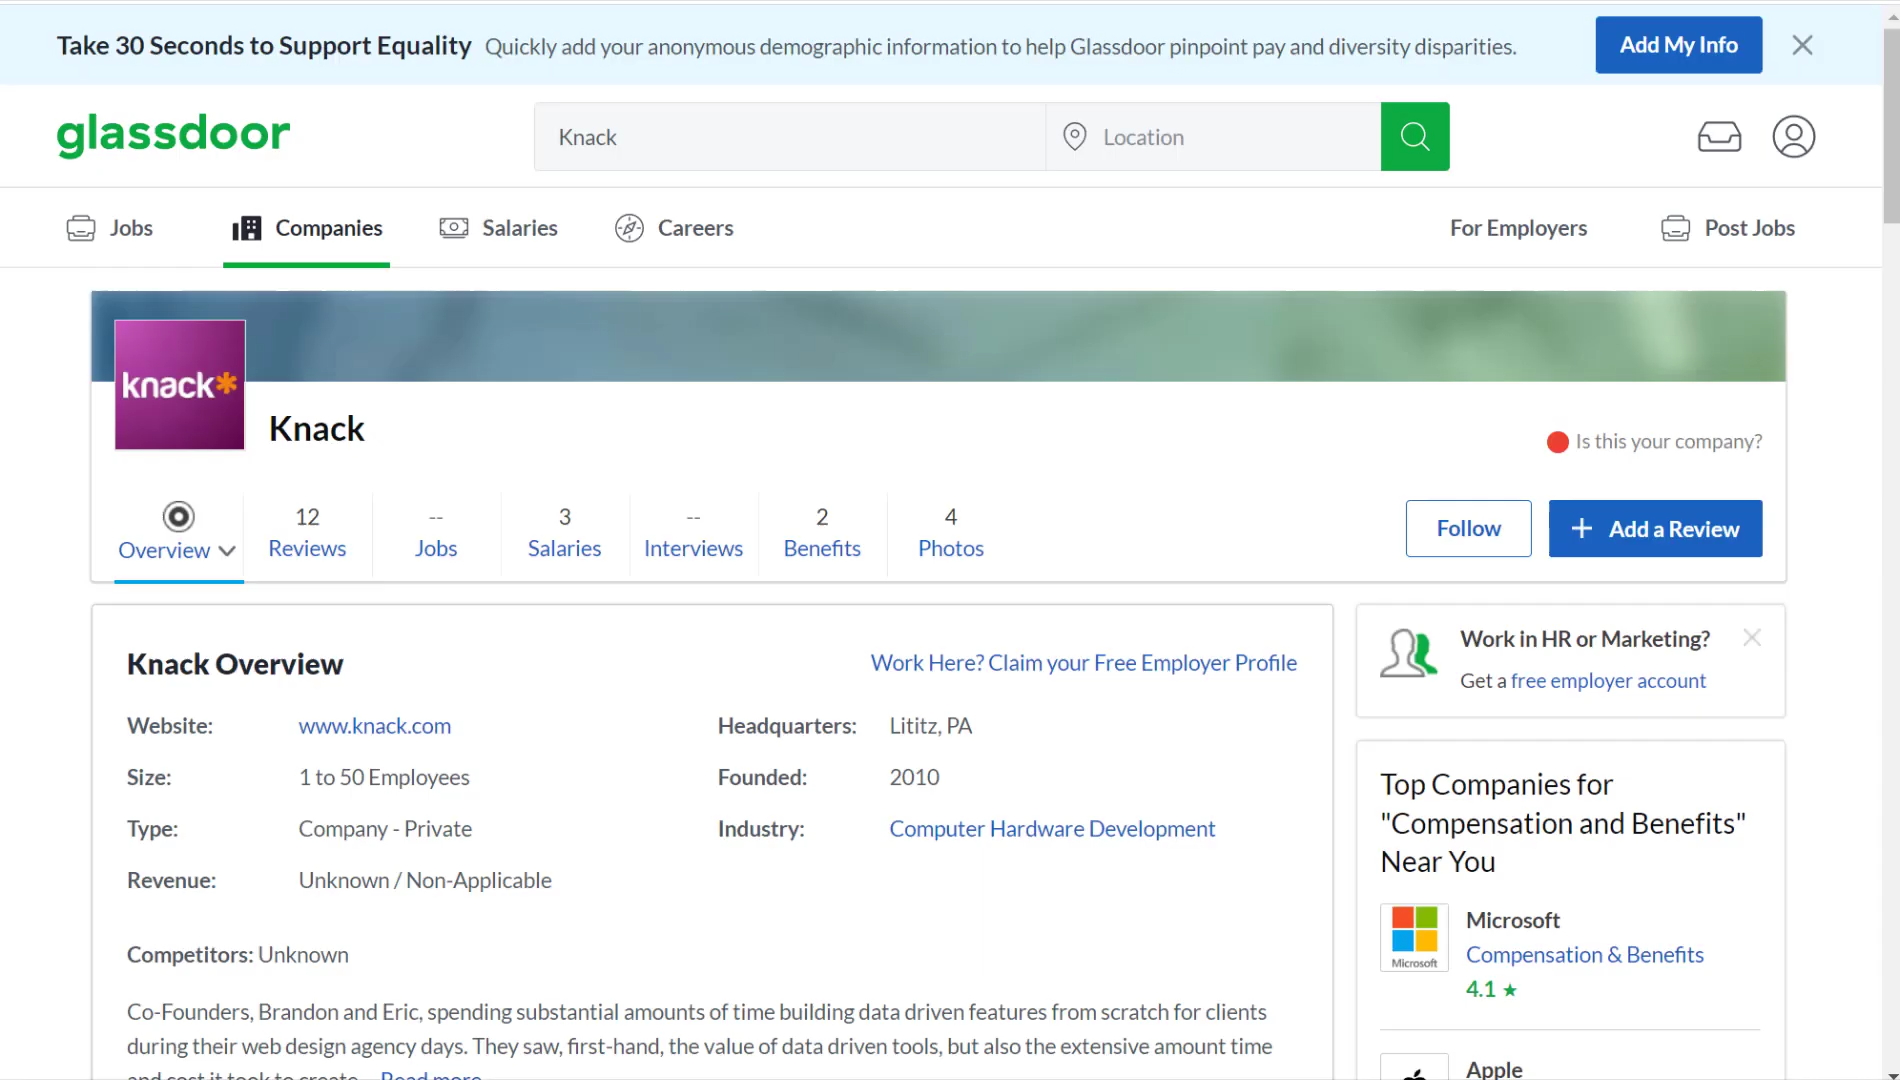 Take 30 Seconds to Support Equality Quickly add your anonymous demographic information to help Glassdoor pinpoint pay and diversity disparities. Add My Info
glassdoor Knack Location
Jobs Companies Salaries Careers For Employers Post Jobs
knack*
Knack
Is this your company?
12 -- 3 -- 2 4
Overview Reviews Jobs Salaries Interviews Benefits Photos
Follow + Add a Review
Knack Overview Work Here? Claim your Free Employer Profile
Website: www.knack.com Headquarters: Lititz, PA
Size: 1 to 50 Employees Founded: 2010
Type: Company - Private Industry: Computer Hardware Development
Revenue: Unknown / Non-Applicable
Competitors: Unknown
Co-Founders, Brandon and Eric, spending substantial amounts of time building data driven features from scratch for clients
during their web design agency days. They saw, first-hand, the value of data driven tools, but also the extensive amount time
and cost it took to create... Read more
Work in HR or Marketing?
Get a free employer account
Top Companies for
"Compensation and Benefits"
Near You
Microsoft
Microsoft
Compensation & Benefits
4.1 ★
Apple